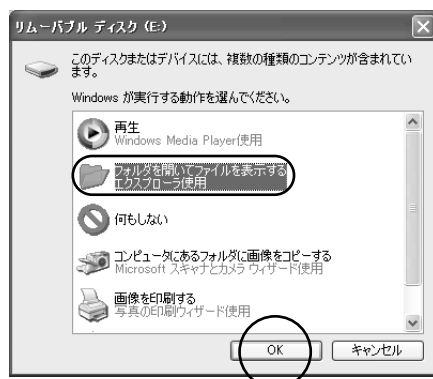 リムーバブル ディスク (E:)
このディスクまたはデバイスには、複数の種類のコンテンツが含まれてい
ます。
Windows が実行する動作を選んでください。
再生
Windows Media Player使用
フォルダを開いてファイルを表示する
エクスプローラ使用
何もしない
コンピュータにあるフォルダに画像をコピーする
Microsoft スキャナとカメラ ウィザード使用
画像を印刷する
写真の印刷ウィザード使用
OK
キャンセル